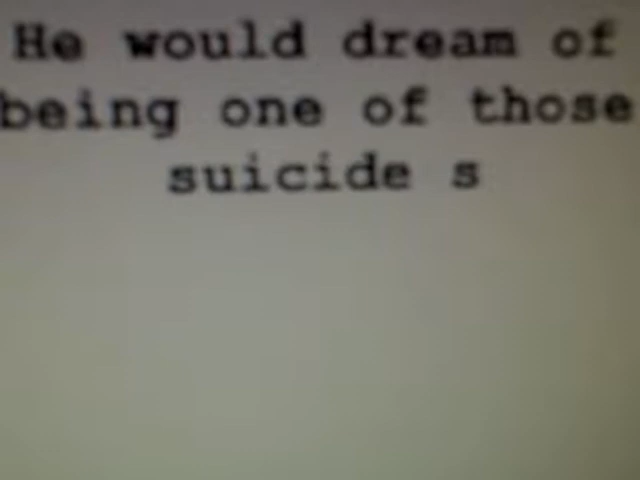 He would dream of
being one of those
suicide s